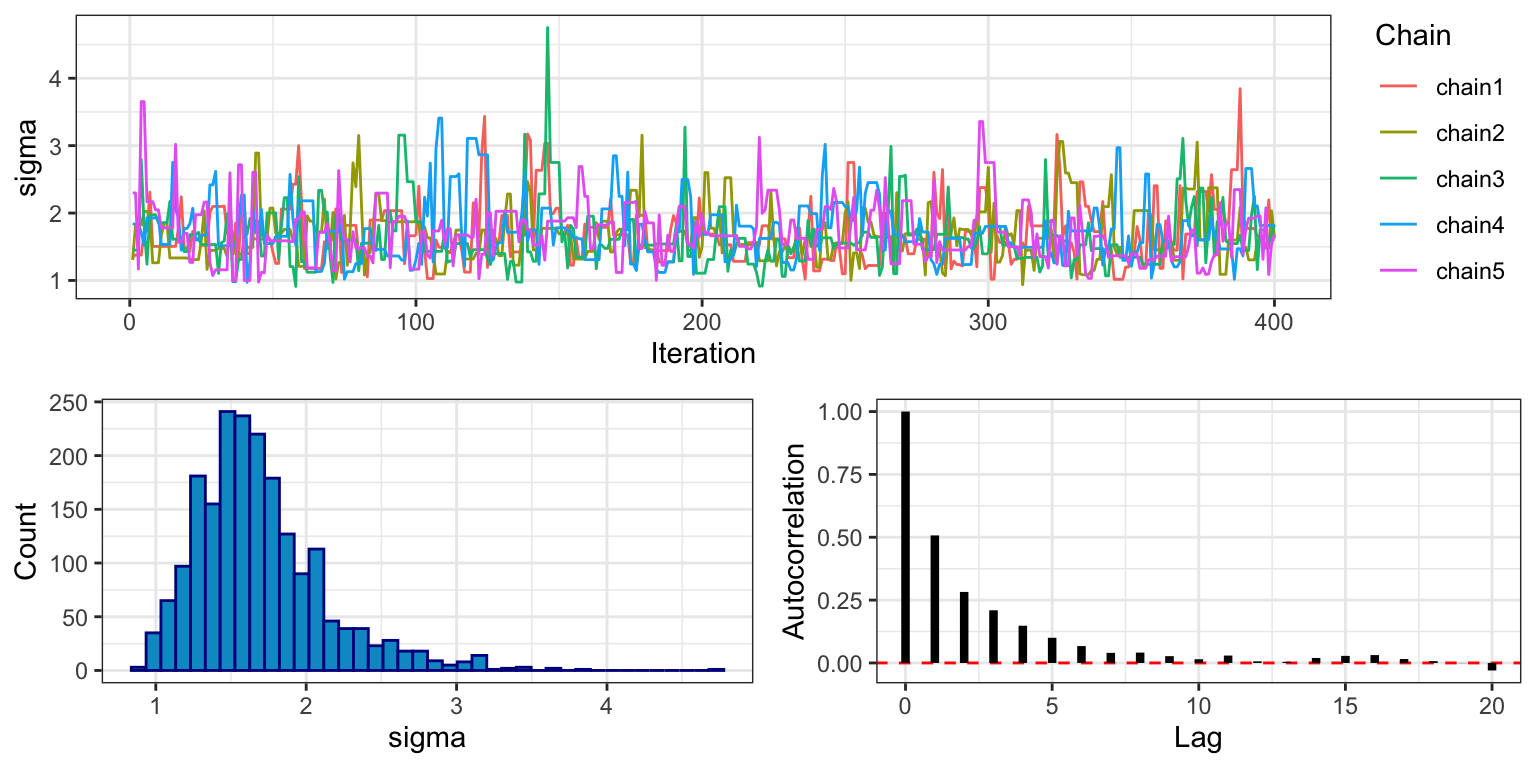 Chain
chain1
chain2
chain3
chain4
chain5
sigma
4
3
2
1
0 100 200 300 400
Iteration
Count
250
200
150
100
50
0
1 2 3 4
sigma
Autocorrelation
1.00
0.75
0.50
0.25
0.00
0 5 10 15 20
Lag